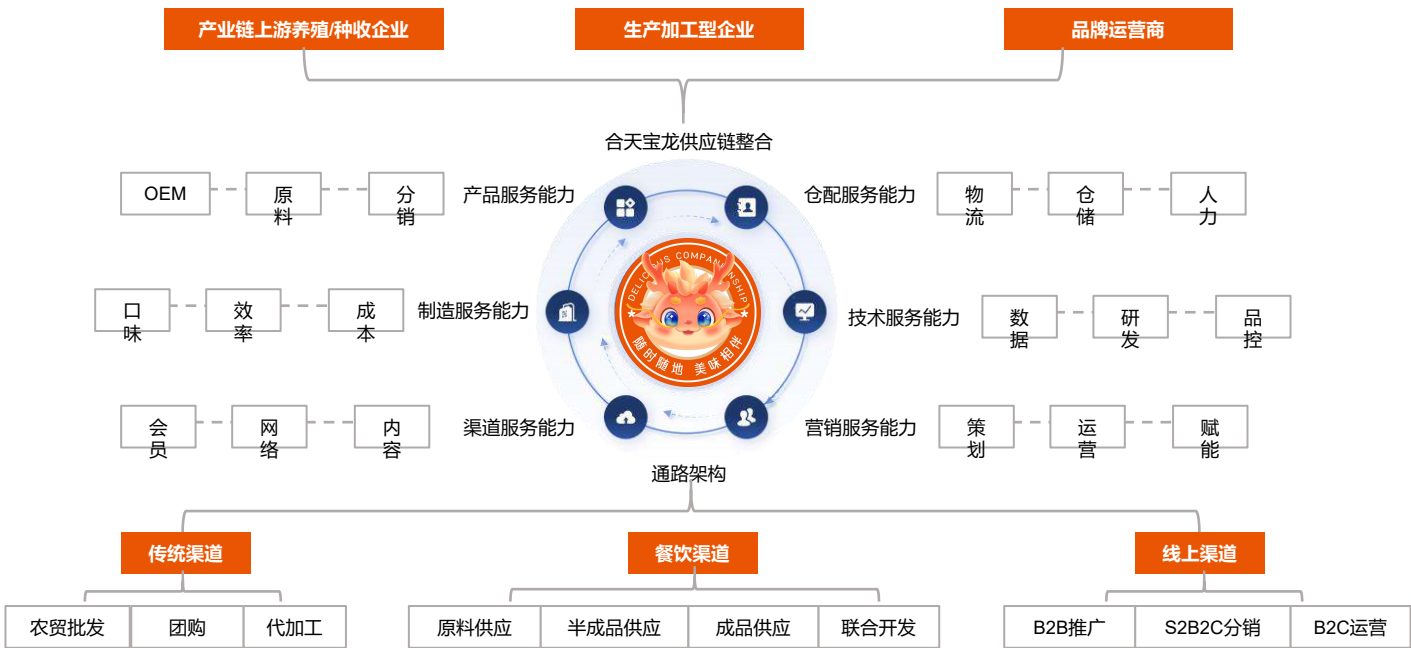 产业链上游养殖/种收企业
生产加工型企业
品牌运营商
合天宝龙供应链整合
OEM
原料
分销
产品服务能力
仓配服务能力
物流
仓储
人力
DELICIOUS COMPANIONSHIP
随时随地 美味相伴
口味
效率
成本
制造服务能力
技术服务能力
数据
研发
品控
会员
网络
内容
渠道服务能力
营销服务能力
策划
运营
赋能
通路架构
传统渠道
餐饮渠道
线上渠道
农贸批发
团购
代加工
原料供应
半成品供应
成品供应
联合开发
B2B推广
S2B2C分销
B2C运营